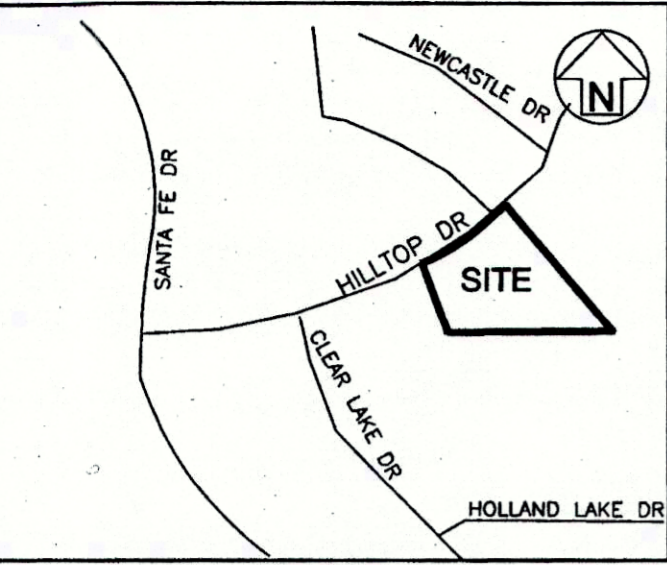 NEWCASTLE DR
N
SANTA FE DR
HILLTOP DR
SITE
CLEAR LAKE DR
HOLLAND LAKE DR